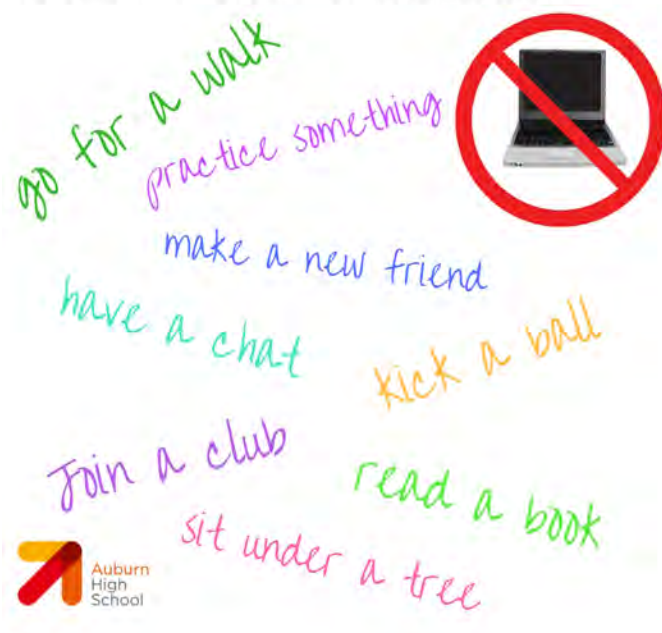 go for a walk
practice something
make a new friend
have a chat
kick a ball
Join a club
read a book
sit under a tree
Auburn
High
School